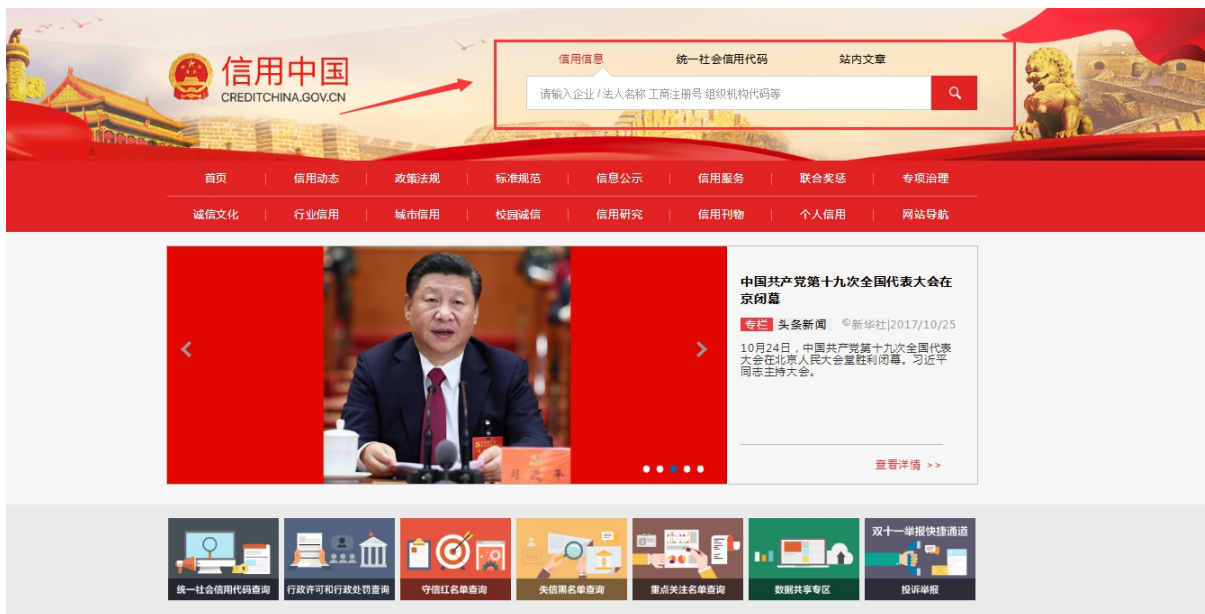 信用中国
CREDITCHINA.GOV.CN
信用信息 统一社会信用代码 站内文章
请输入企业 / 法人名称 工商注册号 组织机构代码等
首页 | 信用动态 | 政策法规 | 标准规范 | 信息公示 | 信用服务 | 联合奖惩 | 专项治理
诚信文化 | 行业信用 | 城市信用 | 校园诚信 | 信用研究 | 信用刊物 | 个人信用 | 网站导航
中国共产党第十九次全国代表大会在
京闭幕
专栏 头条新闻 ©新华社|2017/10/25
10月24日，中国共产党第十九次全国代表
大会在北京人民大会堂胜利闭幕。习近平
同志主持大会。
习近平
查看详情 >>
双十一举报快捷通道
统一社会信用代码查询 行政许可和行政处罚查询 守信红名单查询 失信黑名单查询 重点关注名单查询 数据共享专区 投诉举报